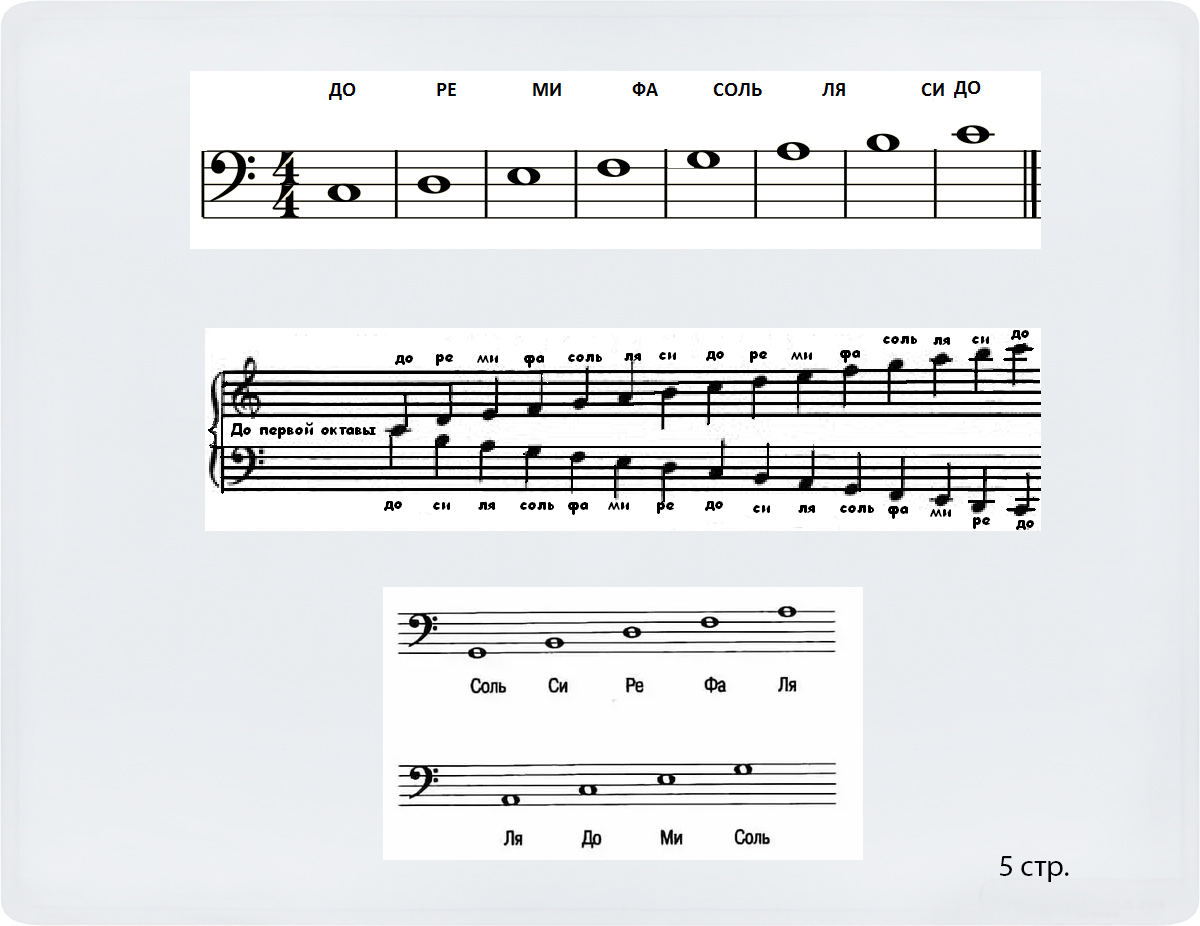 ДО РЕ МИ ФА СОЛЬ ЛЯ СИ ДО
4
4
до ре ми фа соль ля си до ре ми фа соль ля си до
До первой октавы
до си ля соль фа ми ре до си ля соль фа ми ре до
Соль Си Ре Фа Ля
Ля До Ми Соль
5 стр.